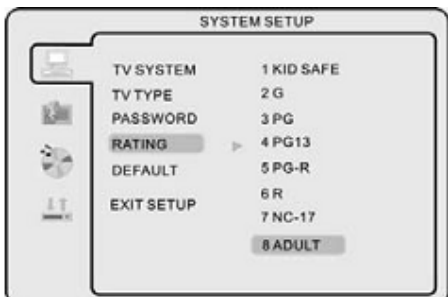 SYSTEM SETUP
TV SYSTEM
TV TYPE
PASSWORD
RATING
DEFAULT
EXIT SETUP
1 KID SAFE
2 G
3 PG
4 PG13
5 PG-R
6 R
7 NC-17
8 ADULT